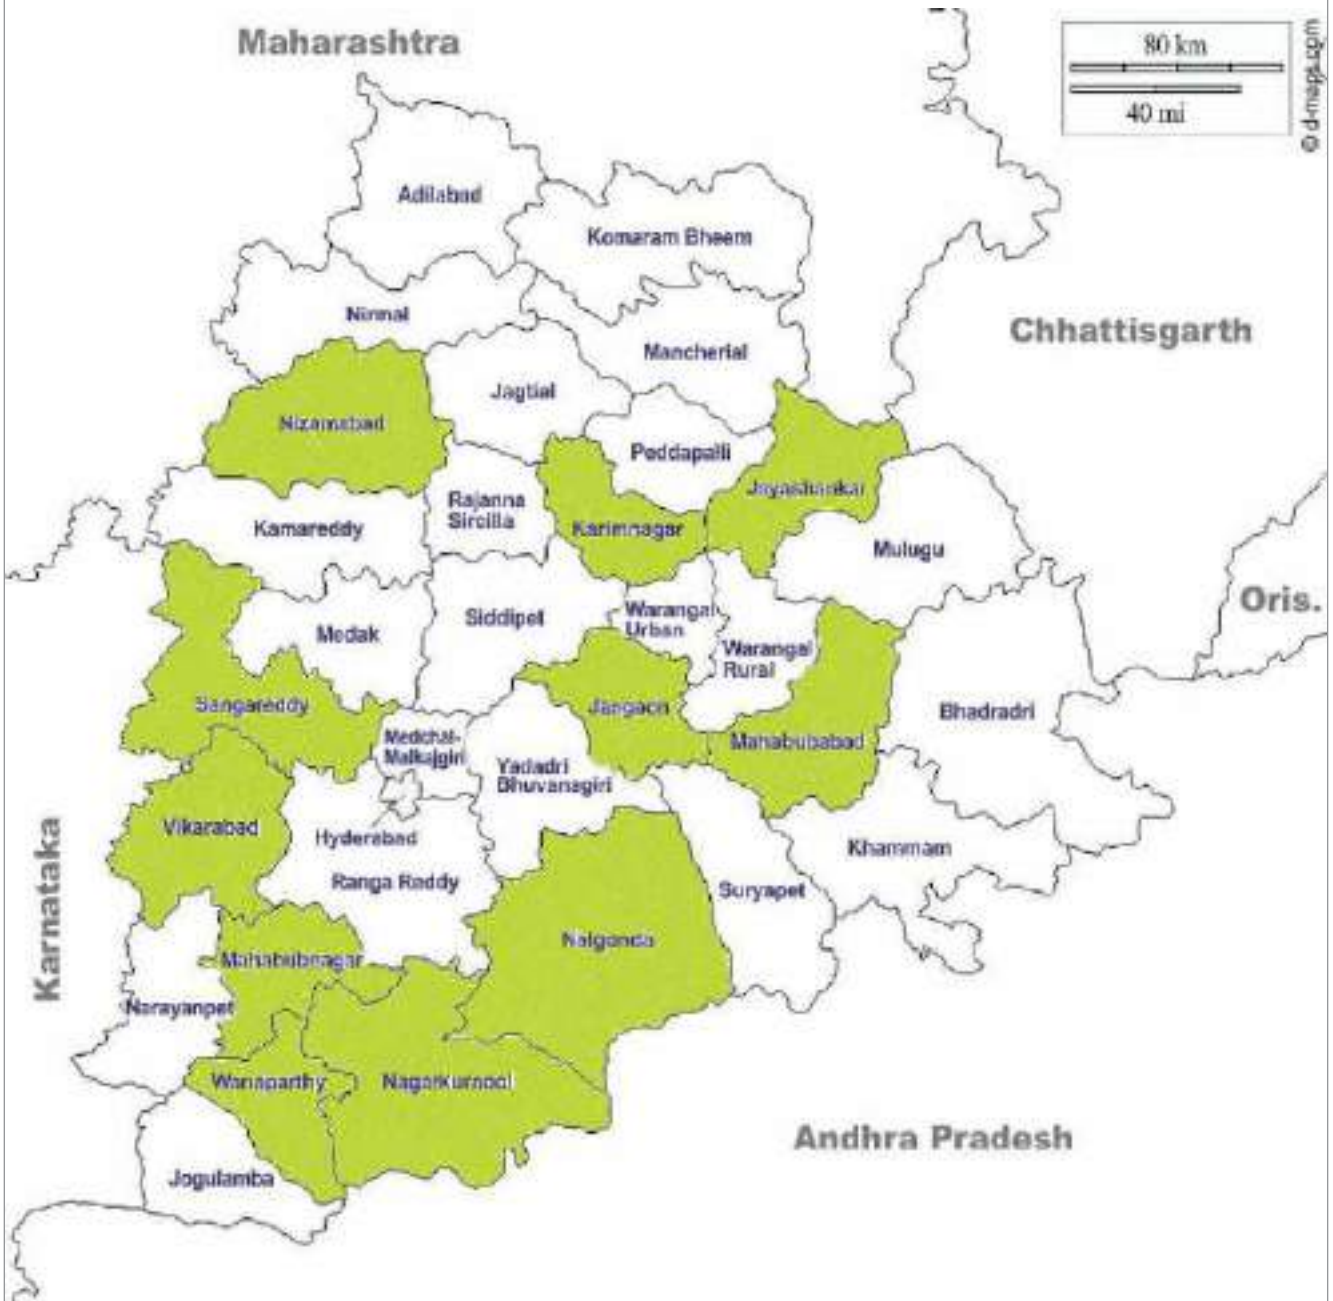 Maharashtra
80 km
40 mi
© d-maps.com
Adilabad
Komaram Bheem
Nirmal
Chhattisgarth
Mancherial
Jagtial
Nizamabad
Peddapalli
Jayashankar
Rajanna
Sircilla
Kamareddy
Karimnagar
Mulugu
Oris.
Siddipet
Warangal
Urban
Medak
Warangal
Rural
Sangareddy
Jangaon
Bhadradri
Mahabubabad
Medchal-
Malkajgiri
Yadadri
Bhuvanagiri
Vikarabad
Hyderabad
Khammam
Ranga Reddy
Suryapet
Karnataka
Nalgonda
Mahabubnagar
Narayanpet
Wanaparthy
Nagarkurnool
Andhra Pradesh
Jogulamba